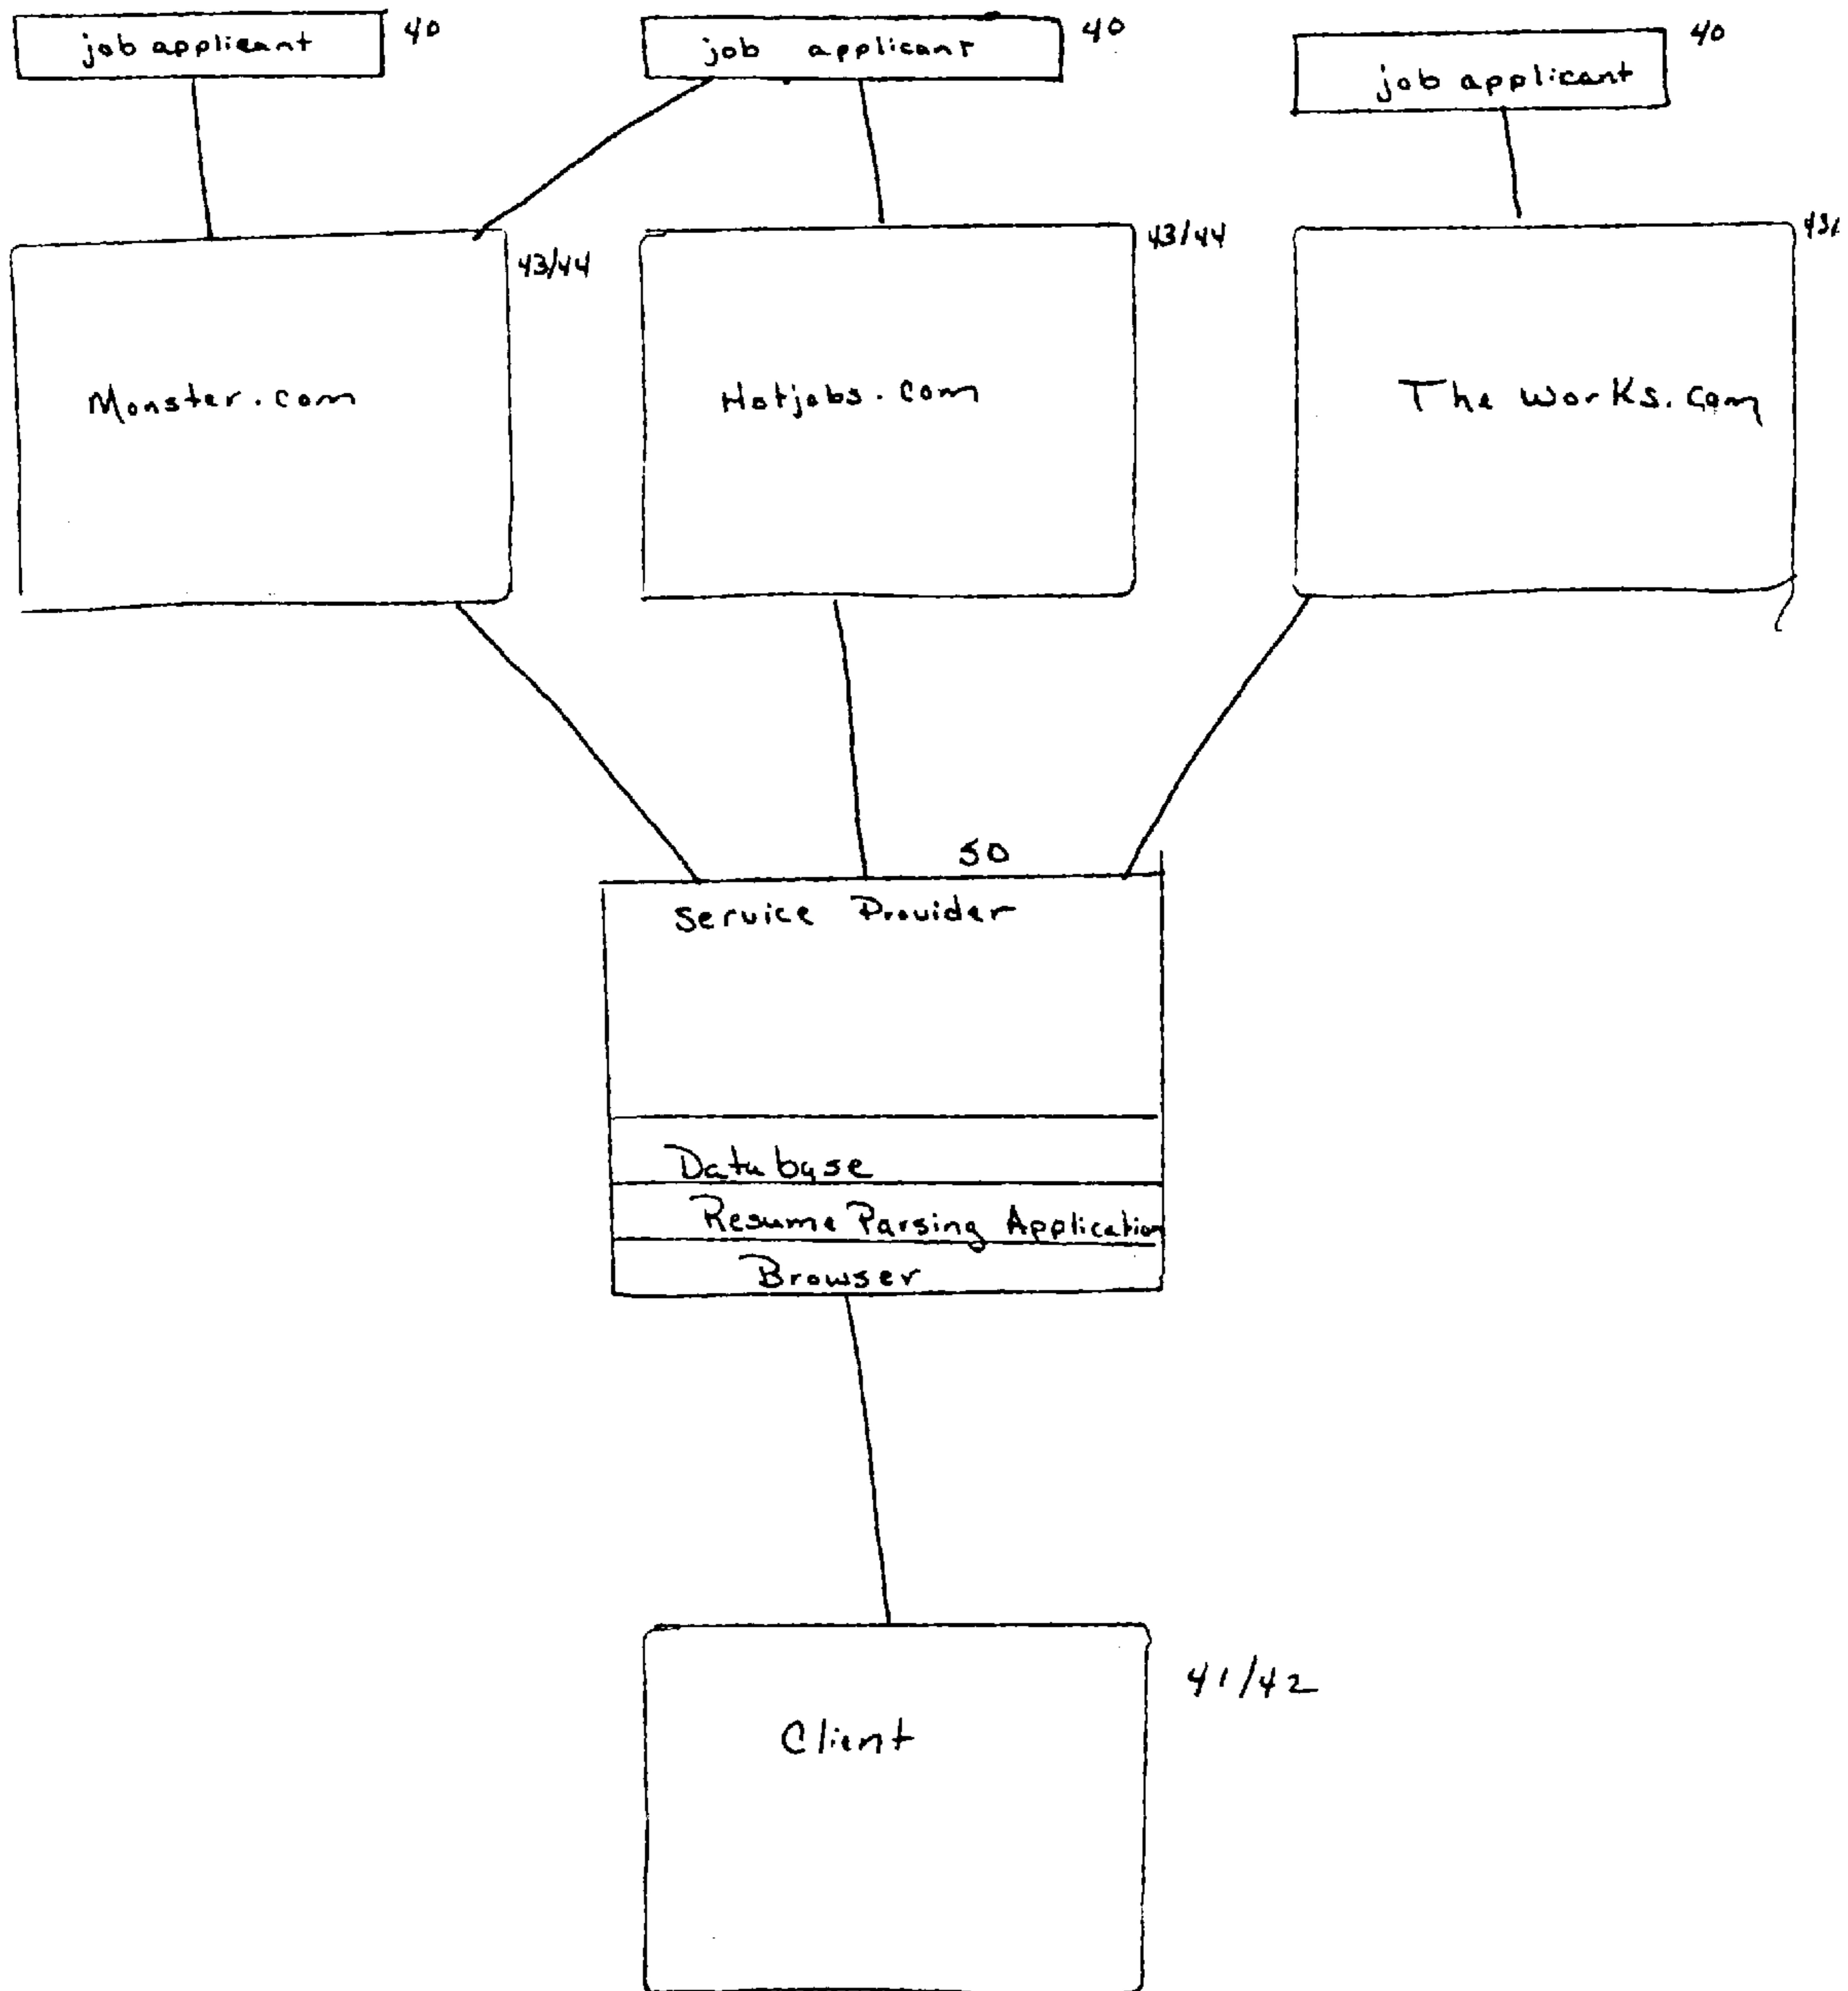 job applicant 40
job applicant 40
job applicant 40
43/44
43/44
Monster.com
Hotjobs.com
The Works.com
50
Service Provider
Database
Resume Parsing Application
Browser
41/42
Client